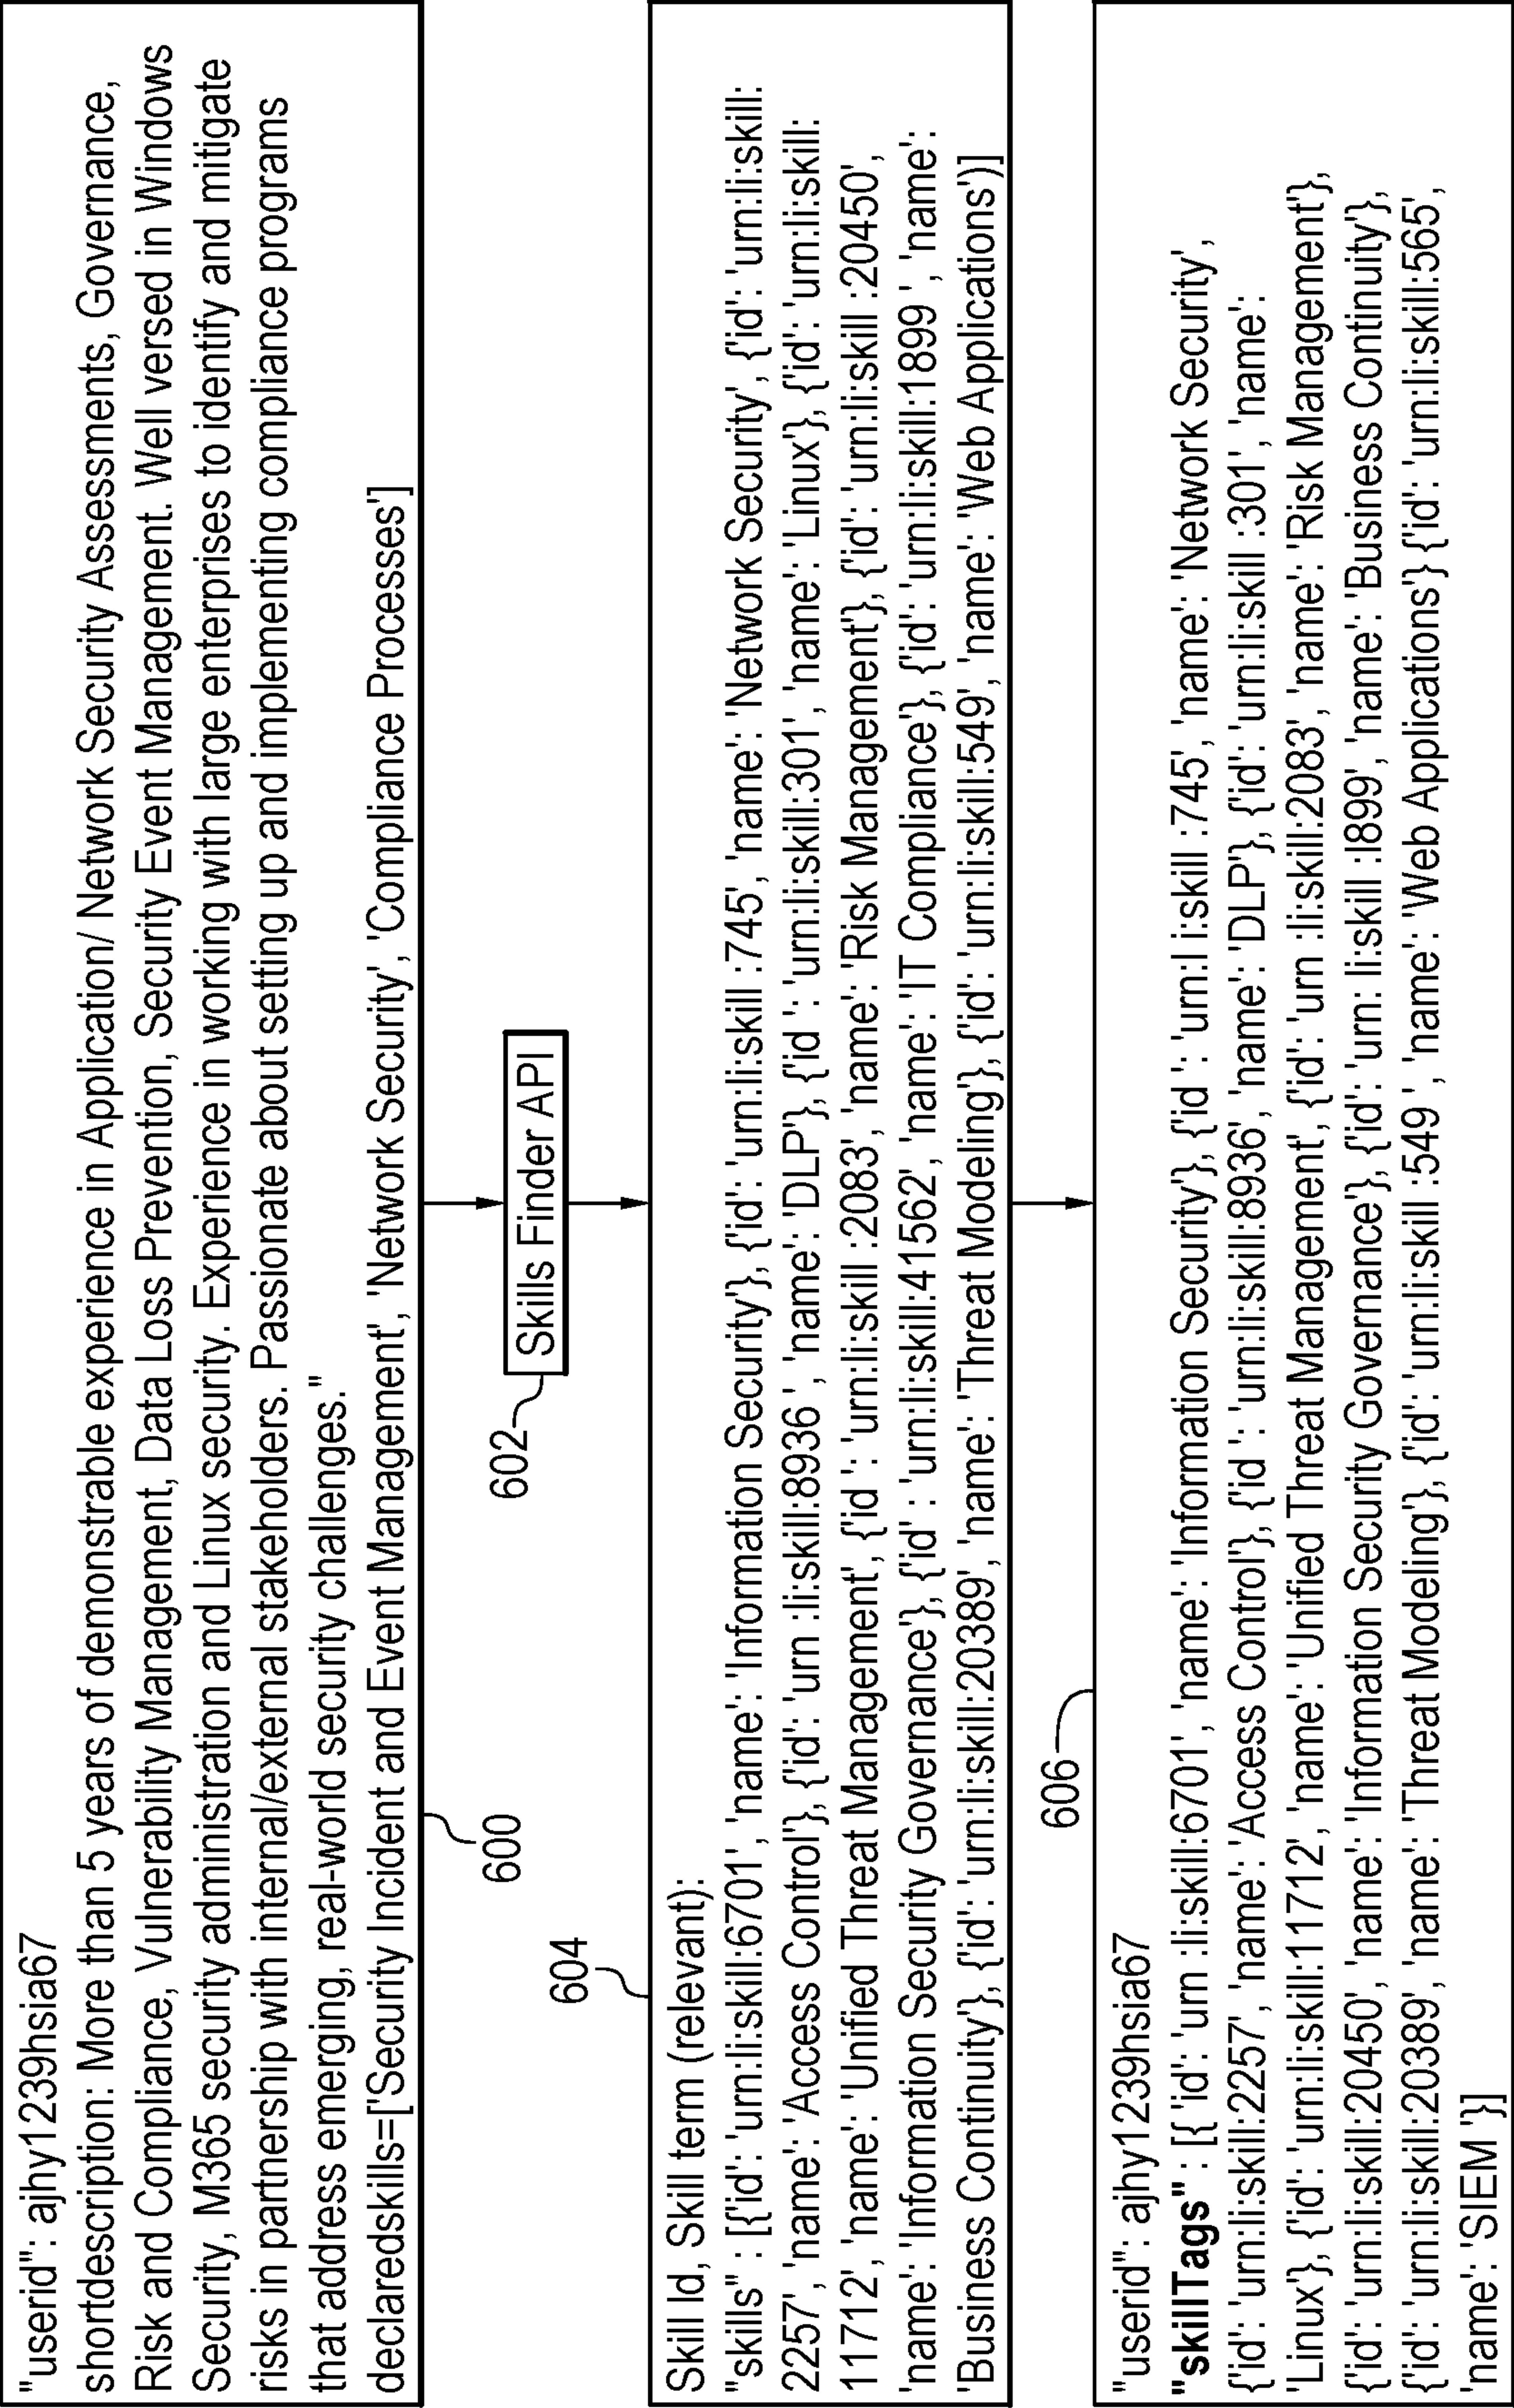 "userid": ajhy1239hsia67
shortdescription: More than 5 years of demonstrable experience in Application/ Network Security Assessments, Governance,
Risk and Compliance, Vulnerability Management, Data Loss Prevention, Security Event Management. Well versed in Windows
Security, M365 security administration and Linux security. Experience in working with large enterprises to identify and mitigate
risks in partnership with internal/external stakeholders. Passionate about setting up and implementing compliance programs
that address emerging, real-world security challenges."
declaredskills=['Security Incident and Event Management', 'Network Security', 'Compliance Processes']
600
602
Skills Finder API
604
Skill Id, Skill term (relevant):
"skills" : [{'id': 'urn:li:skill:6701', 'name': 'Information Security'}, {'id': 'urn:li:skill :745', 'name': 'Network Security', {'id': 'urn:li:skill:
2257', 'name': 'Access Control'}, {'id': 'urn :li:skill:8936 ', 'name': 'DLP'}, {'id ': 'urn:li:skill:301', 'name': 'Linux'}, {'id': 'urn:li:skill:
11712', 'name': 'Unified Threat Management', {'id ': 'urn:li:skill :2083', 'name': 'Risk Management'}, {'id': 'urn:li:skill :20450',
'name': 'Information Security Governance'}, {'id' : 'urn:li:skill:41562', 'name': 'IT Compliance'}, {'id': 'urn:li:skill:1899 ', 'name':
'Business Continuity'}, {'id': 'urn:li:skill:20389', 'name': 'Threat Modeling'}, {'id': 'urn:li:skill:549', 'name': 'Web Applications')]
606
"userid": ajhy1239hsia67
"skillTags" : [{ 'id': 'urn :li:skill:6701', 'name': 'Information Security'}, {'id ': 'urn:l i:skill :745', 'name': 'Network Security',
{'id': 'urn:li:skill:2257', 'name': 'Access Control'}, {'id ': 'urn:li:skill:8936', 'name': 'DLP'}, {'id': 'urn:li:skill :301', 'name':
'Linux'}, {'id': 'urn:li:skill:11712', 'name': 'Unified Threat Management', {'id': 'urn :li:skill:2083', 'name': 'Risk Management'},
{'id': 'urn:li:skill:20450', 'name': 'Information Security Governance'}, {'id': 'urn: li:skill :l899', 'name': 'Business Continuity'},
{'id': 'urn:li:skill:20389', 'name': 'Threat Modeling'}, {'id': 'urn:li:skill :549 ', 'name': 'Web Applications'} {'id': 'urn:li:skill:565',
'name': 'SIEM '}]